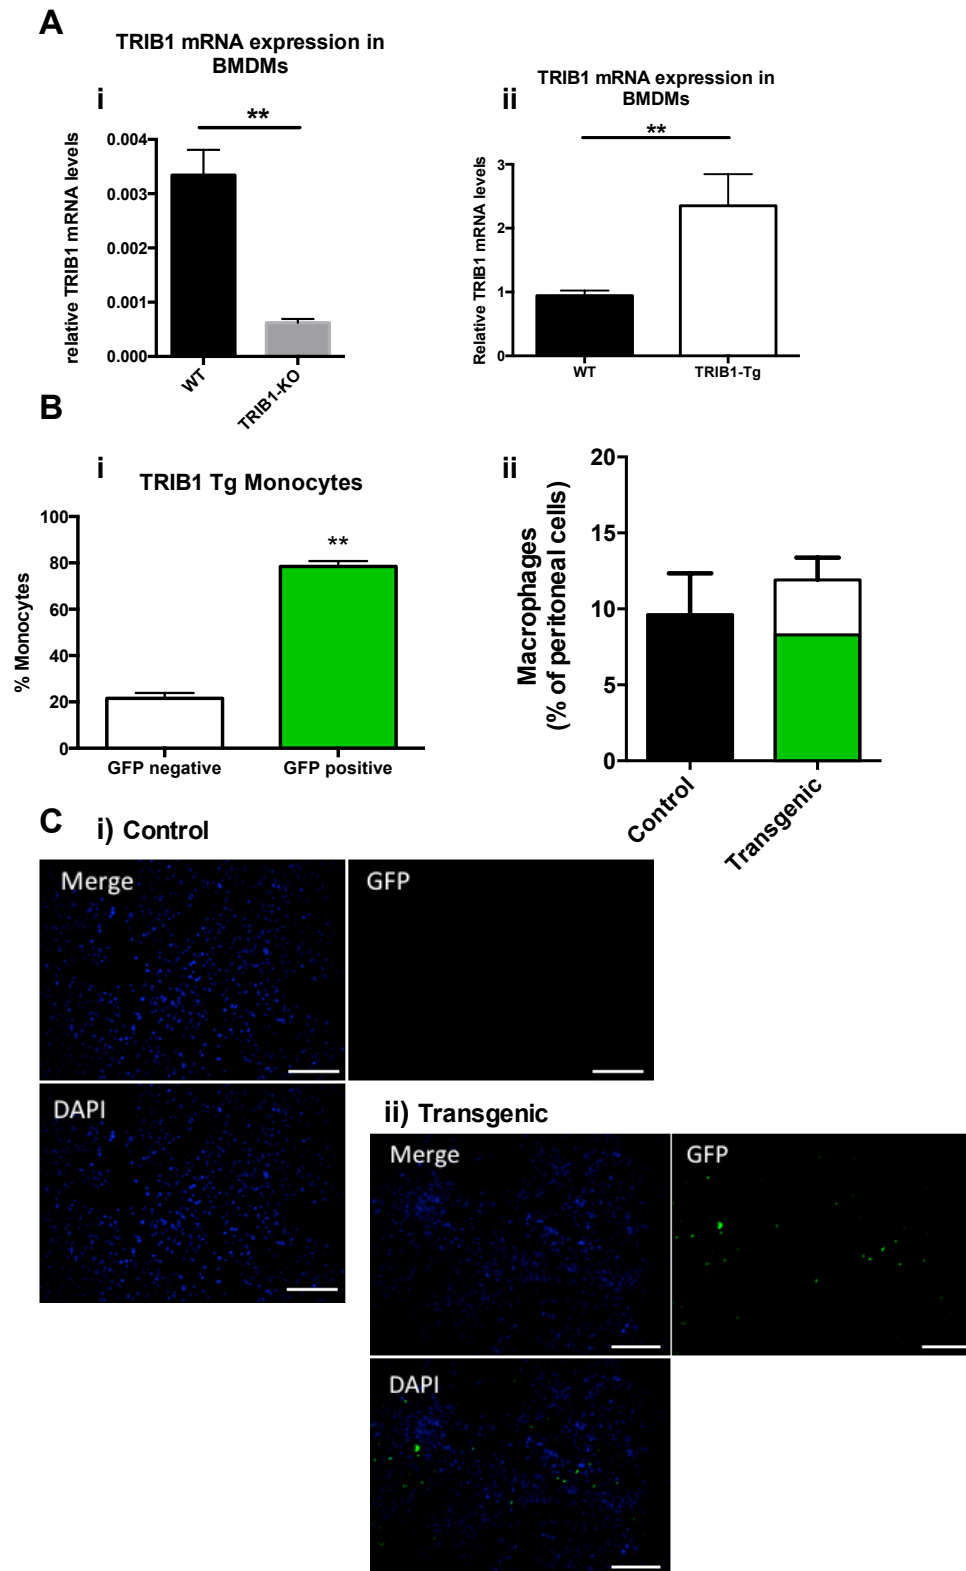 A
TRIB1 mRNA expression in
BMDMs
i
**
relative TRIB1 mRNA levels
0.004
0.003
0.002
0.001
0.000
WT
TRIB1-KO
TRIB1 mRNA expression in
BMDMs
ii
**
Relative TRIB1 mRNA levels
3
2
1
0
WT
TRIB1-Tg
B
i
TRIB1 Tg Monocytes
% Monocytes
100
80
60
40
20
0
**
GFP negative
GFP positive
ii
Macrophages
(% of peritoneal cells)
20
15
10
5
0
Control
Transgenic
C
i) Control
Merge
GFP
DAPI
ii) Transgenic
Merge
GFP
DAPI